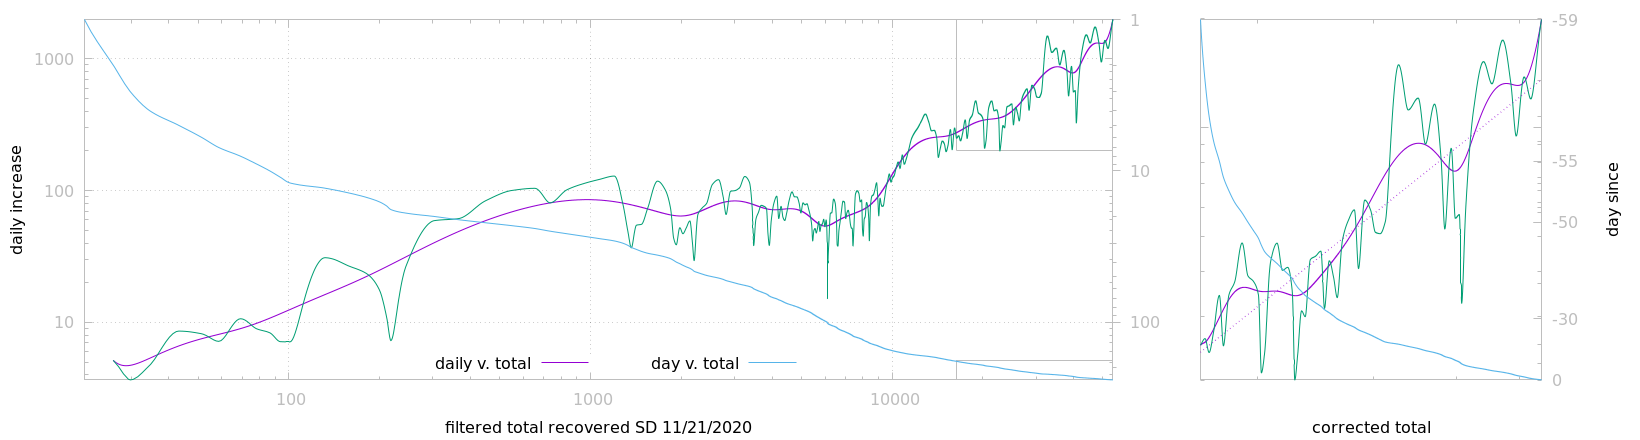 1000
100
10
daily increase
100
1000
10000
filtered total recovered SD 11/21/2020
daily v. total
day v. total
1
10
100
-59
-55
-50
-30
0
day since
corrected total